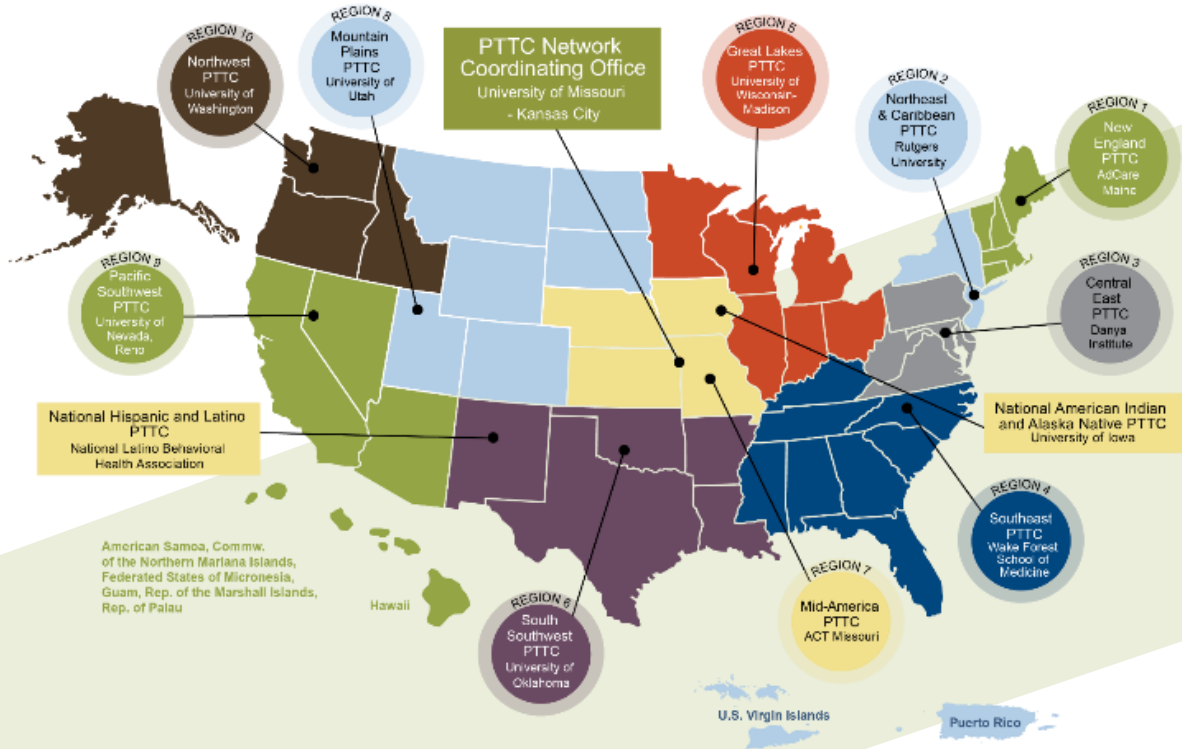 REGION 10
Northwest
PTTC
University of
Washington
REGION 8
Mountain
Plains
PTTC
University of
Utah
PTTC Network
Coordinating Office
University of Missouri
- Kansas City
REGION 5
Great Lakes
PTTC
University of
Wisconsin-
Madison
REGION 2
Northeast
& Caribbean
PTTC
Rutgers
University
REGION 1
New
England
PTTC
AdCare
Maine
REGION 9
Pacific
Southwest
PTTC
University of
Nevada,
Reno
REGION 3
Central
East
PTTC
Danya
Institute
National Hispanic and Latino
PTTC
National Latino Behavioral
Health Association
National American Indian
and Alaska Native PTTC
University of Iowa
REGION 4
Southeast
PTTC
Wake Forest
School of
Medicine
American Samoa, Commw.
of the Northern Mariana Islands,
Federated States of Micronesia,
Guam, Rep. of the Marshall Islands,
Rep. of Palau
Hawaii
REGION 6
South
Southwest
PTTC
University of
Oklahoma
REGION 7
Mid-America
PTTC
ACT Missouri
U.S. Virgin Islands
Puerto Rico